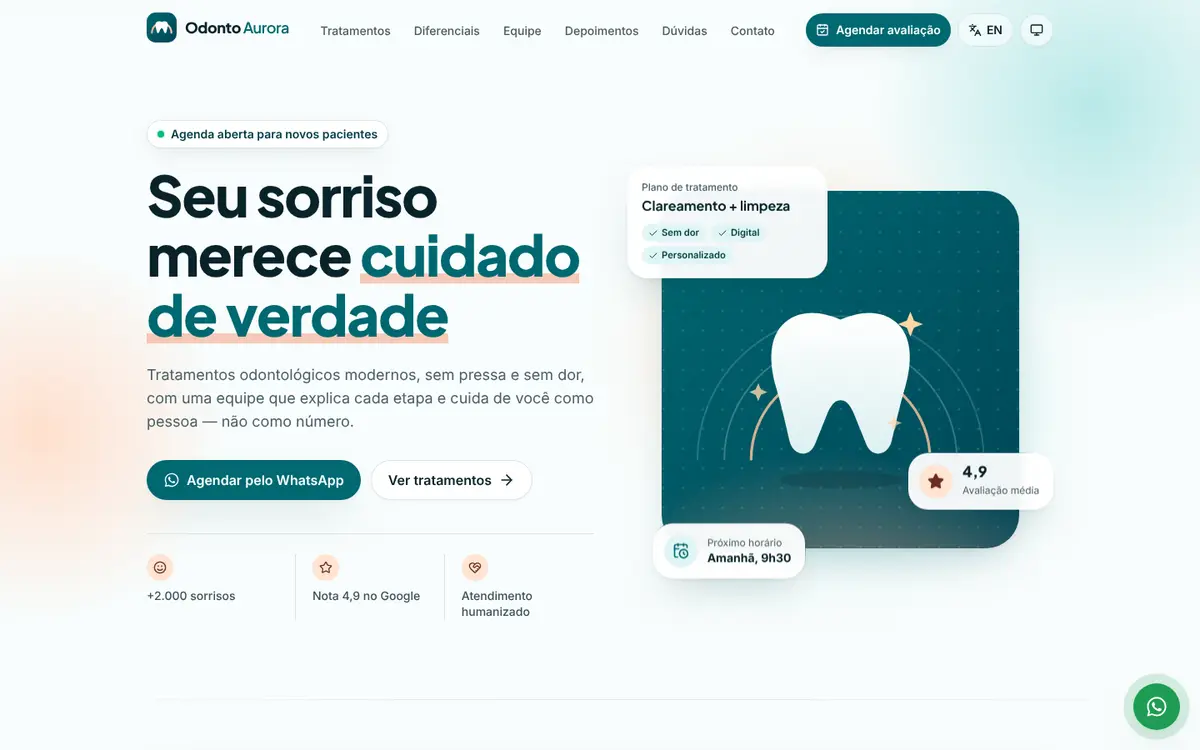 Odonto Aurora
Tratamentos
Diferenciais
Equipe
Depoimentos
Dúvidas
Contato
Agendar avaliação
EN
Agenda aberta para novos pacientes
Seu sorriso
merece cuidado
de verdade
Tratamentos odontológicos modernos, sem pressa e sem dor,
com uma equipe que explica cada etapa e cuida de você como
pessoa — não como número.
Agendar pelo WhatsApp
Ver tratamentos
+2.000 sorrisos
Nota 4,9 no Google
Atendimento
humanizado
Plano de tratamento
Clareamento + limpeza
Sem dor
Digital
Personalizado
4,9
Avaliação média
Próximo horário
Amanhã, 9h30